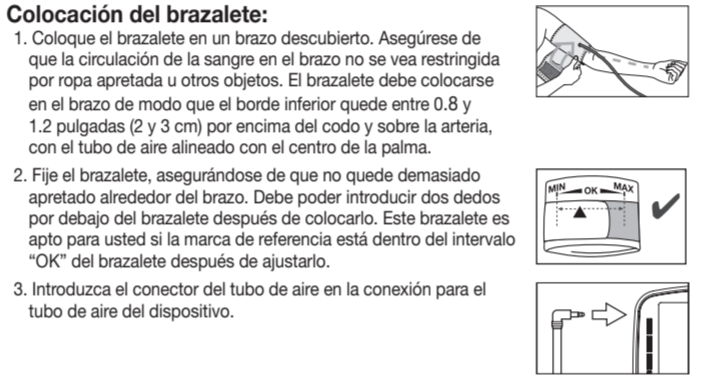 Colocación del brazalete:
1. Coloque el brazalete en un brazo descubierto. Asegúrese de
que la circulación de la sangre en el brazo no se vea restringida
por ropa apretada u otros objetos. El brazalete debe colocarse
en el brazo de modo que el borde inferior quede entre 0.8 y
1.2 pulgadas (2 y 3 cm) por encima del codo y sobre la arteria,
con el tubo de aire alineado con el centro de la palma.
2. Fije el brazalete, asegurándose de que no quede demasiado
apretado alrededor del brazo. Debe poder introducir dos dedos
por debajo del brazalete después de colocarlo. Este brazalete es
apto para usted si la marca de referencia está dentro del intervalo
“OK” del brazalete después de ajustarlo.
MIN OK MAX
3. Introduzca el conector del tubo de aire en la conexión para el
tubo de aire del dispositivo.